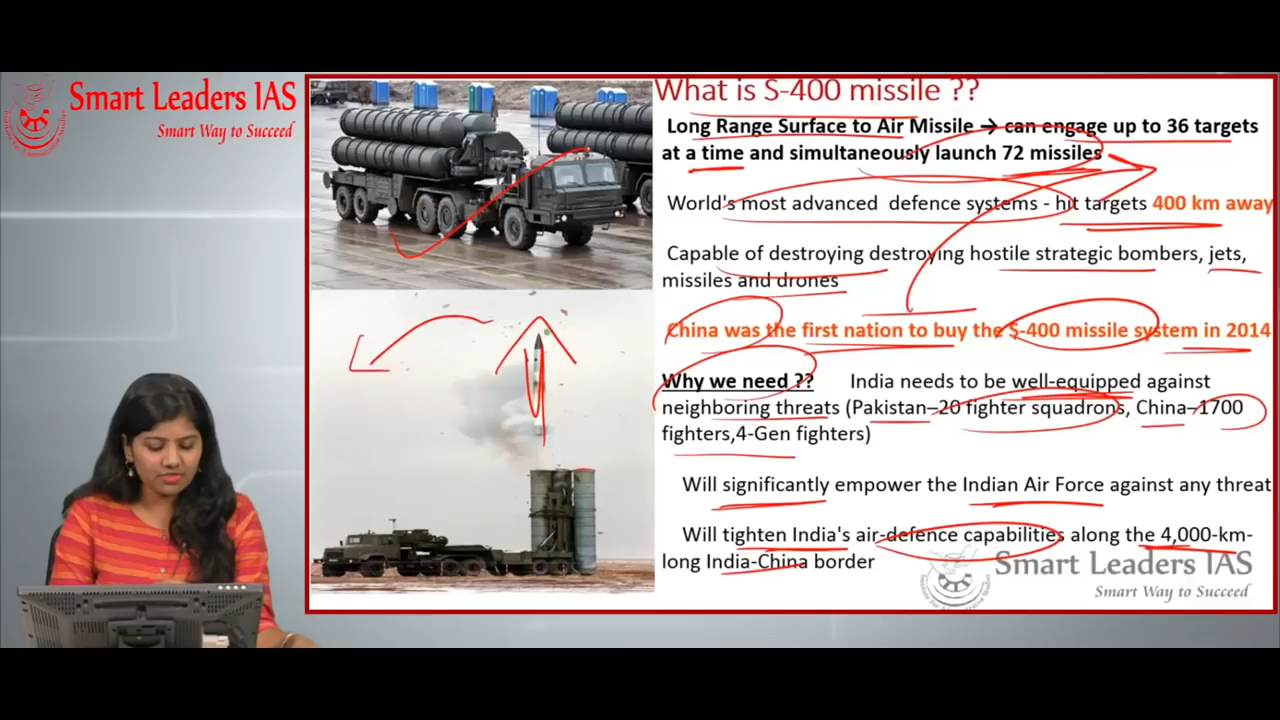 Smart Leaders IAS
Smart Way to Succeed
What is S-400 missile ??
Long Range Surface to Air Missile → can engage up to 36 targets
at a time and simultaneously launch 72 missiles
World's most advanced defence systems - hit targets 400 km away
Capable of destroying destroying hostile strategic bombers, jets,
missiles and drones
China was the first nation to buy the S-400 missile system in 2014
Why we need ?? India needs to be well-equipped against
neighboring threats (Pakistan–20 fighter squadrons, China–1700
fighters,4-Gen fighters)
Will significantly empower the Indian Air Force against any threat
Will tighten India's air-defence capabilities along the 4,000-km-
long India-China border
Smart Leaders IAS
Smart Way to Succeed